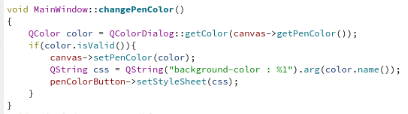 void MainWindow::changePenColor()
{
    QColor color = QColorDialog::getColor(canvas->getPenColor());
    if(color.isValid()){
        canvas->setPenColor(color);
        QString css = QString("background-color : %1").arg(color.name());
        penColorButton->setStyleSheet(css);
    }
}